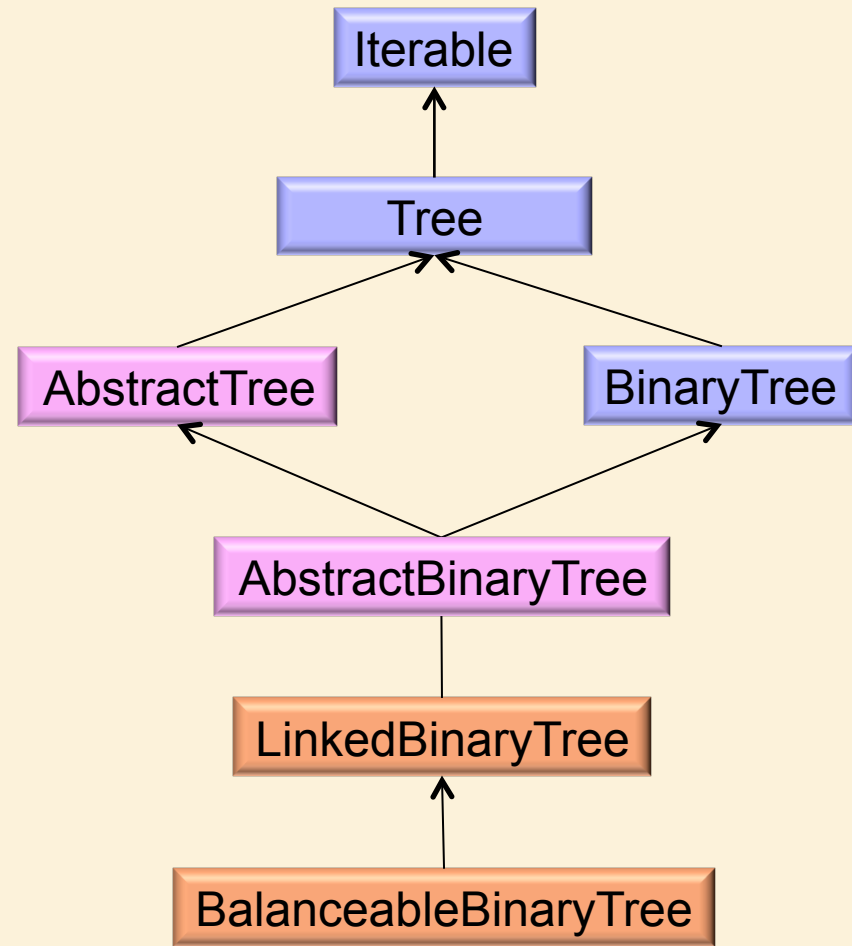 Iterable
Tree
AbstractTree
BinaryTree
AbstractBinaryTree
LinkedBinaryTree
BalanceableBinaryTree